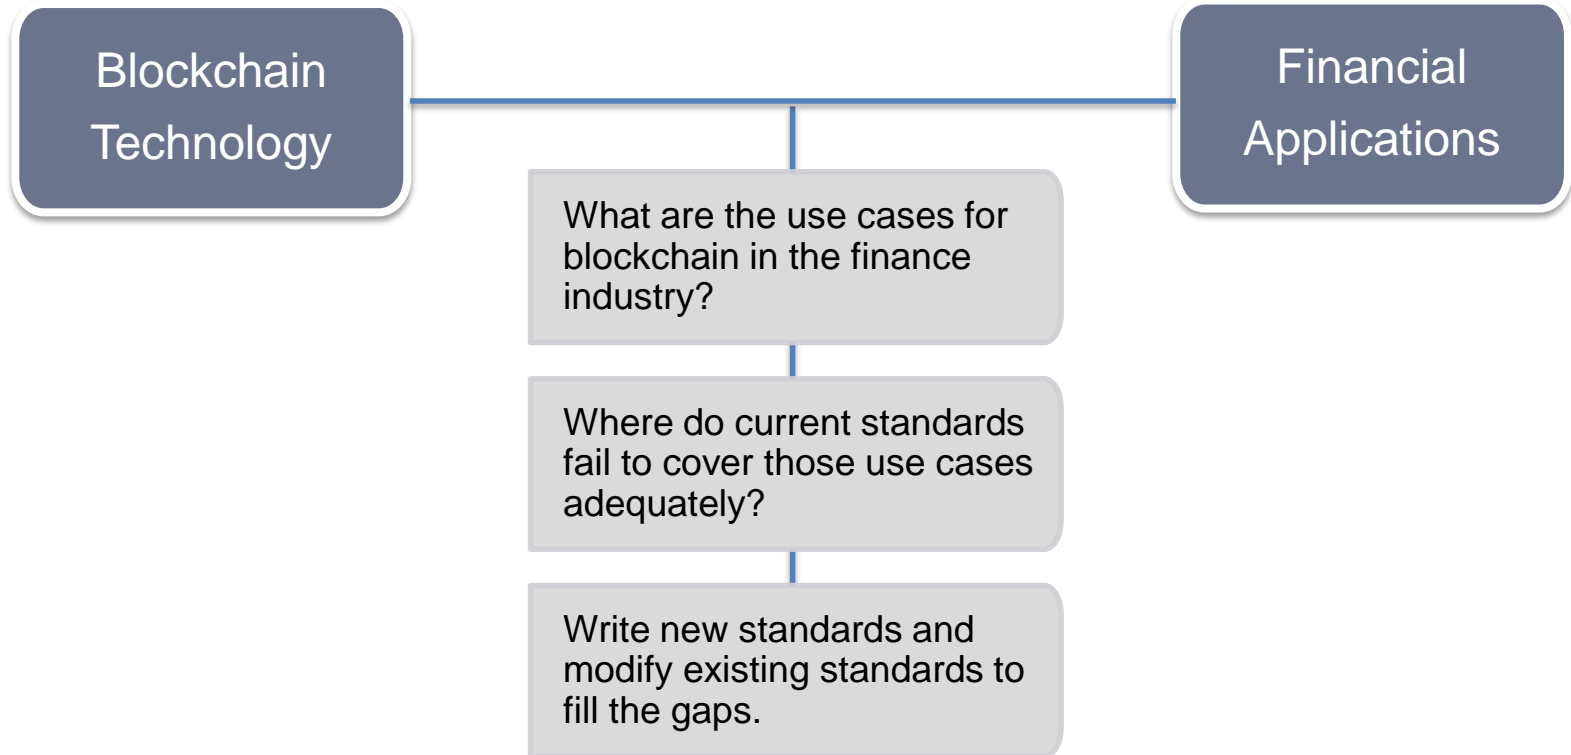 Blockchain
Technology
Financial
Applications
What are the use cases for
blockchain in the finance
industry?
Where do current standards
fail to cover those use cases
adequately?
Write new standards and
modify existing standards to
fill the gaps.